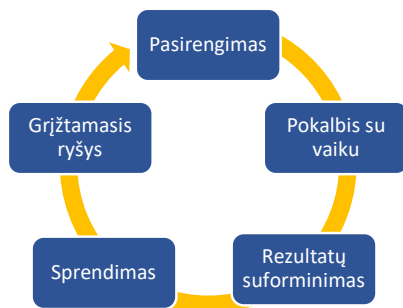 Pasirengimas
Pokalbis su
vaiku
Rezultatų
suforminimas
Sprendimas
Grįžtamasis
ryšys